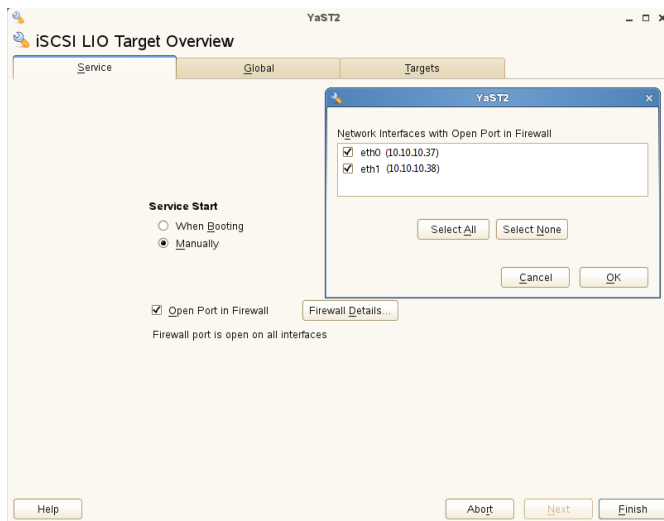 YaST2
iSCSI LIO Target Overview
Service
Global
Targets
YaST2
Network Interfaces with Open Port in Firewall
eth0 (10.10.10.37)
eth1 (10.10.10.38)
Select All
Select None
Cancel
OK
Service Start
When Booting
Manually
Open Port in Firewall
Firewall Details...
Firewall port is open on all interfaces
Help
Abort
Next
Finish